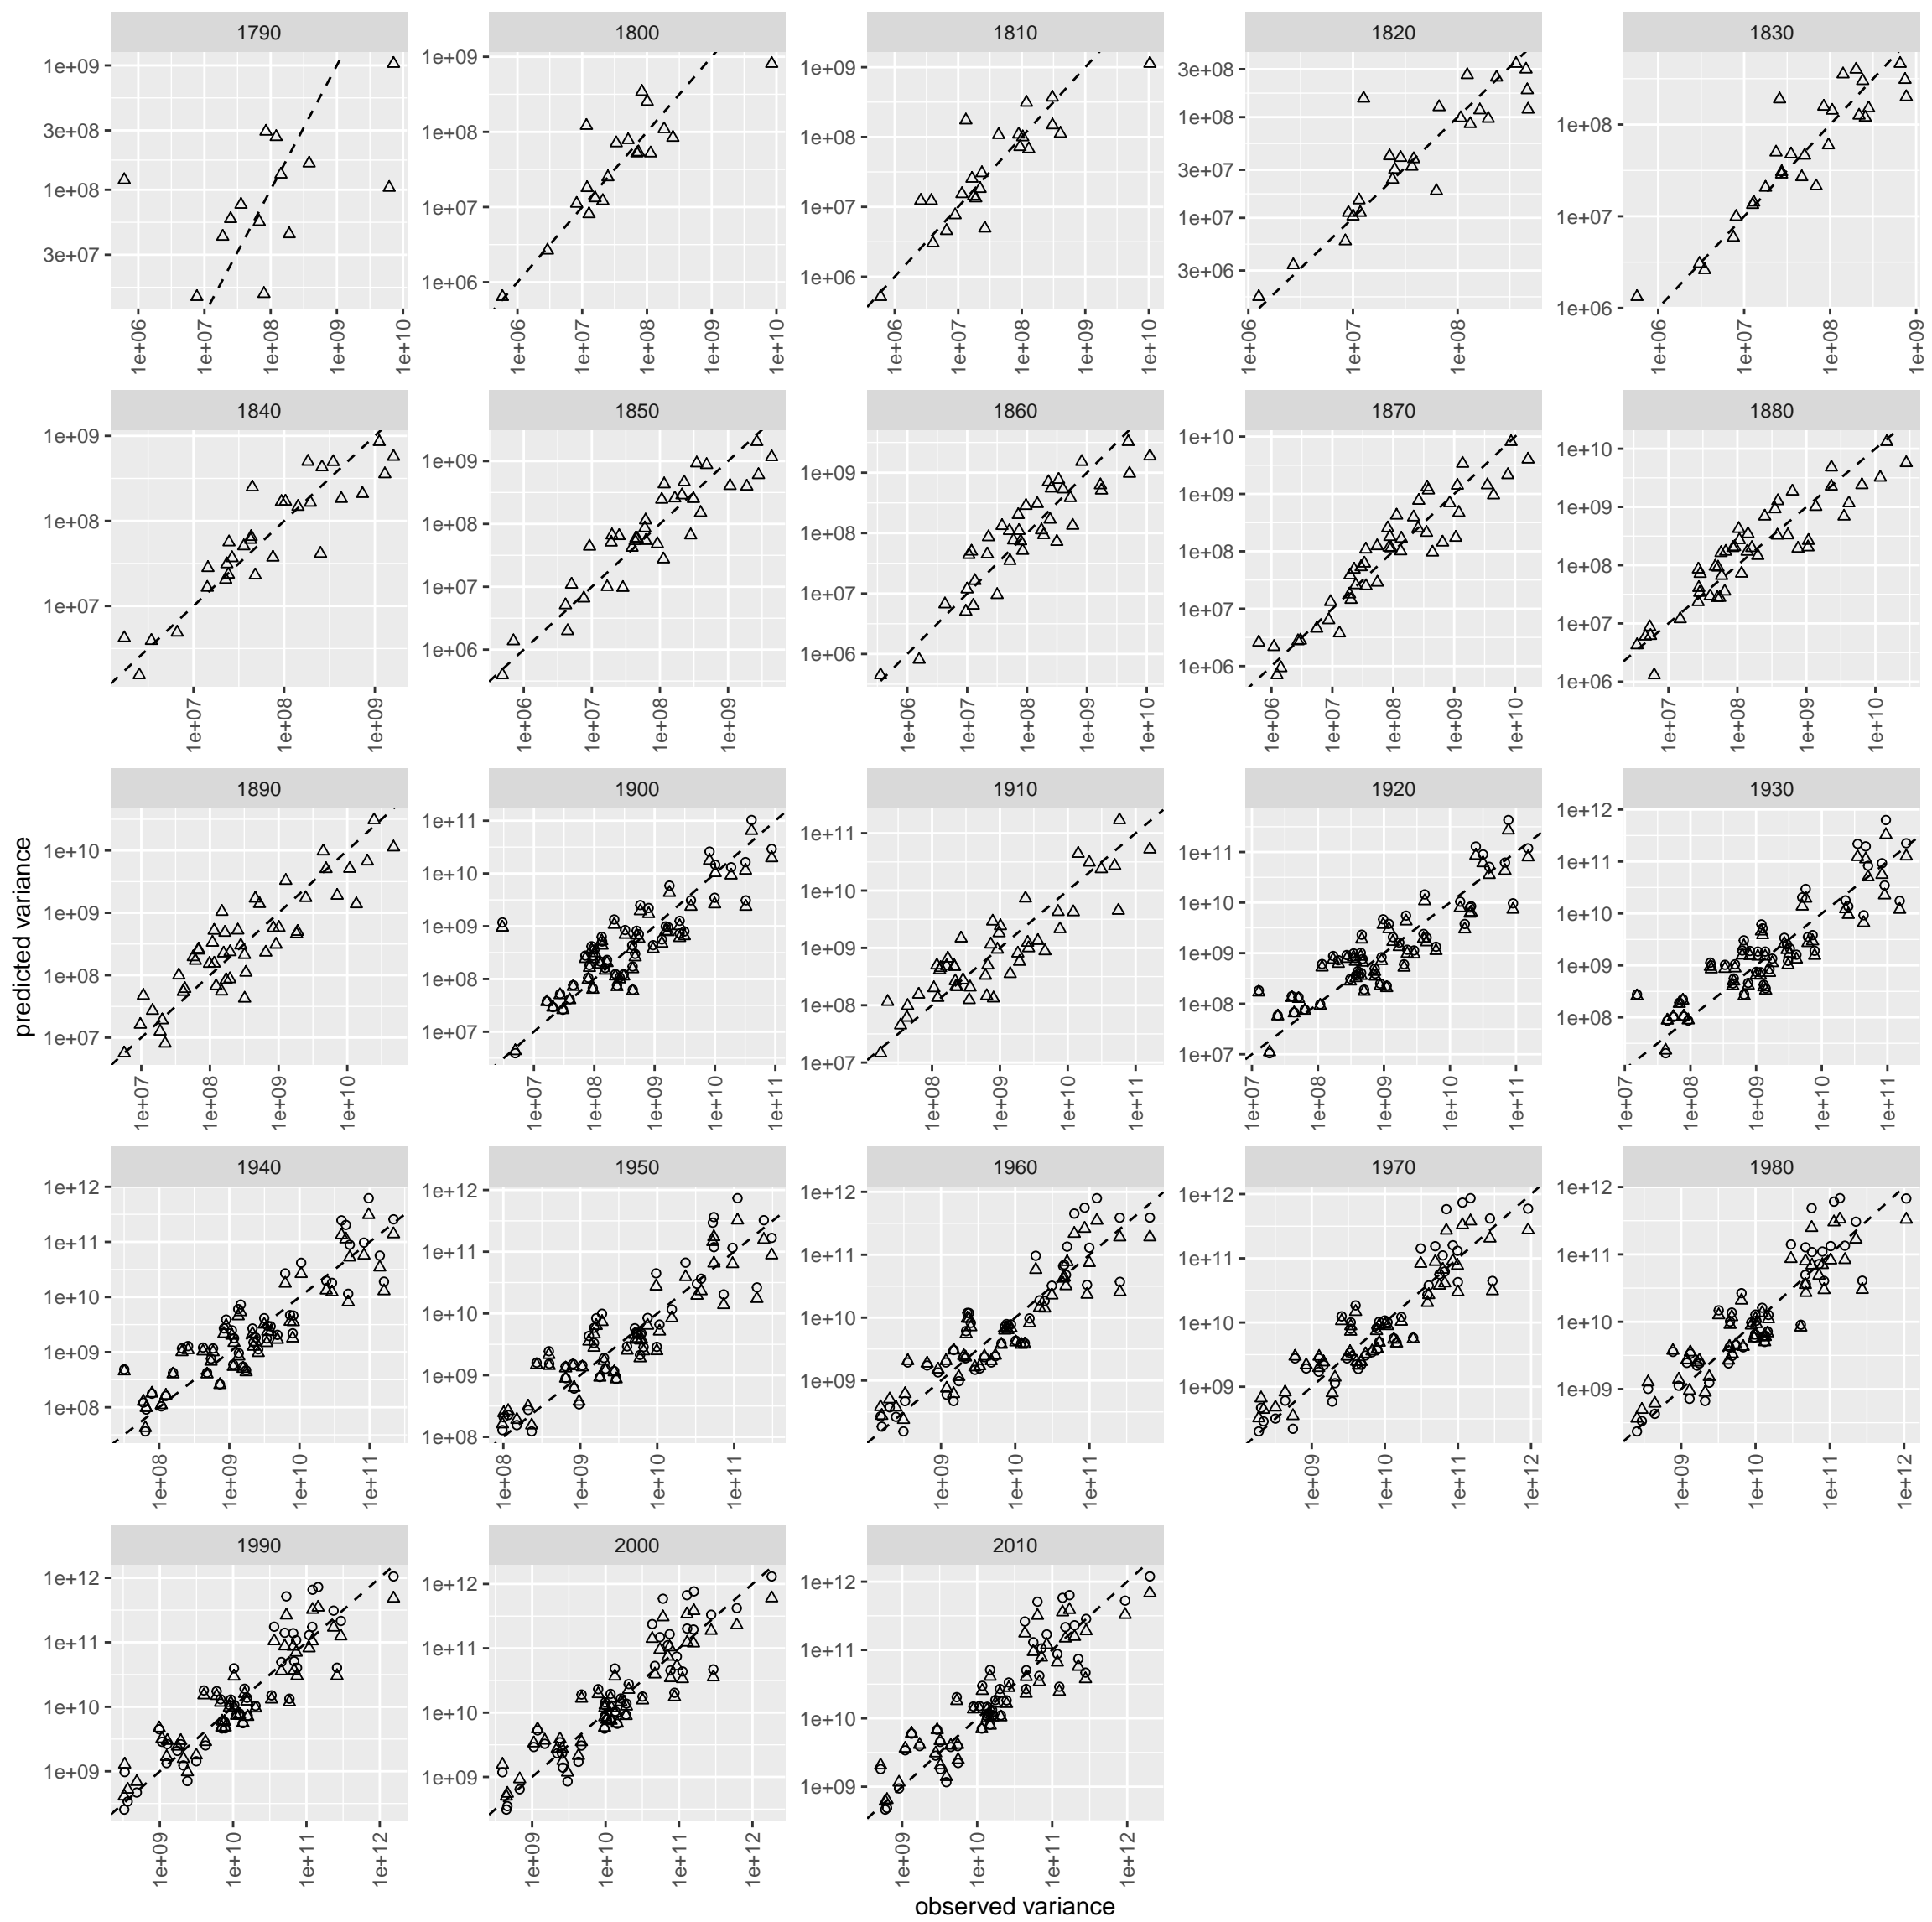 1790 1800 1810 1820 1830
1e+09 3e+08 1e+08 3e+07
1e+09 1e+08 1e+07 1e+06
1e+09 1e+08 1e+07 1e+06
3e+08 1e+08 3e+07 1e+07 3e+06
1e+08 1e+07 1e+06
1e+06 1e+07 1e+08 1e+09 1e+10
1e+06 1e+07 1e+08 1e+09 1e+10
1e+06 1e+07 1e+08 1e+09 1e+10
1e+06 1e+07 1e+08
1e+06 1e+07 1e+08 1e+09
1840 1850 1860 1870 1880
1e+09 1e+08 1e+07
1e+09 1e+08 1e+07 1e+06
1e+09 1e+08 1e+07 1e+06
1e+10 1e+09 1e+08 1e+07 1e+06
1e+10 1e+09 1e+08 1e+07 1e+06
1e+07 1e+08 1e+09
1e+06 1e+07 1e+08 1e+09
1e+06 1e+07 1e+08 1e+09 1e+10
1e+06 1e+07 1e+08 1e+09 1e+10
1e+07 1e+08 1e+09 1e+10
predicted variance
1890 1900 1910 1920 1930
1e+10 1e+09 1e+08 1e+07
1e+11 1e+10 1e+09 1e+08 1e+07
1e+11 1e+10 1e+09 1e+08 1e+07
1e+11 1e+10 1e+09 1e+08 1e+07
1e+12 1e+11 1e+10 1e+09 1e+08
1e+07 1e+08 1e+09 1e+10
1e+07 1e+08 1e+09 1e+10 1e+11
1e+08 1e+09 1e+10 1e+11
1e+07 1e+08 1e+09 1e+10 1e+11
1e+07 1e+08 1e+09 1e+10 1e+11
1940 1950 1960 1970 1980
1e+12 1e+11 1e+10 1e+09 1e+08
1e+12 1e+11 1e+10 1e+09 1e+08
1e+12 1e+11 1e+10 1e+09
1e+12 1e+11 1e+10 1e+09
1e+12 1e+11 1e+10 1e+09
1e+08 1e+09 1e+10 1e+11
1e+08 1e+09 1e+10 1e+11
1e+09 1e+10 1e+11
1e+09 1e+10 1e+11 1e+12
1e+09 1e+10 1e+11 1e+12
1990 2000 2010
1e+12 1e+11 1e+10 1e+09
1e+12 1e+11 1e+10 1e+09
1e+12 1e+11 1e+10 1e+09
1e+09 1e+10 1e+11 1e+12
1e+09 1e+10 1e+11 1e+12
1e+09 1e+10 1e+11 1e+12
observed variance